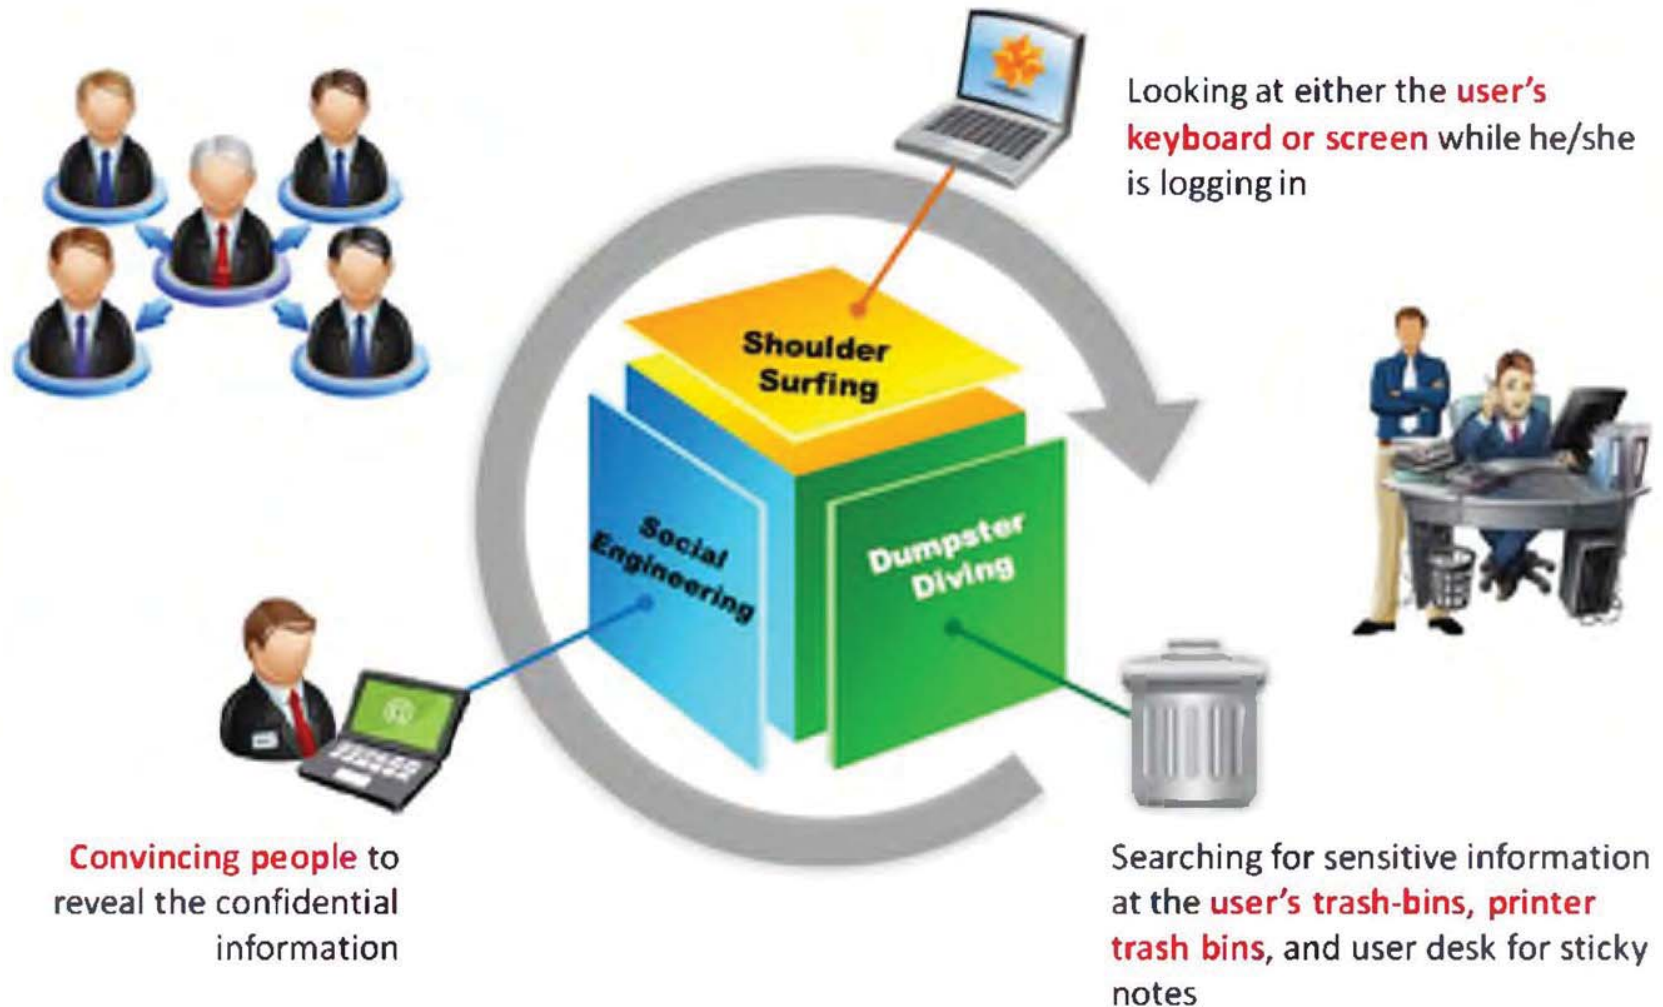 Looking at either the user's
keyboard or screen while he/she
is logging in
Shoulder
Surfing
Social
Engineering
Dumpster
Diving
Convincing people to
reveal the confidential
information
Searching for sensitive information
at the user's trash-bins, printer
trash bins, and user desk for sticky
notes